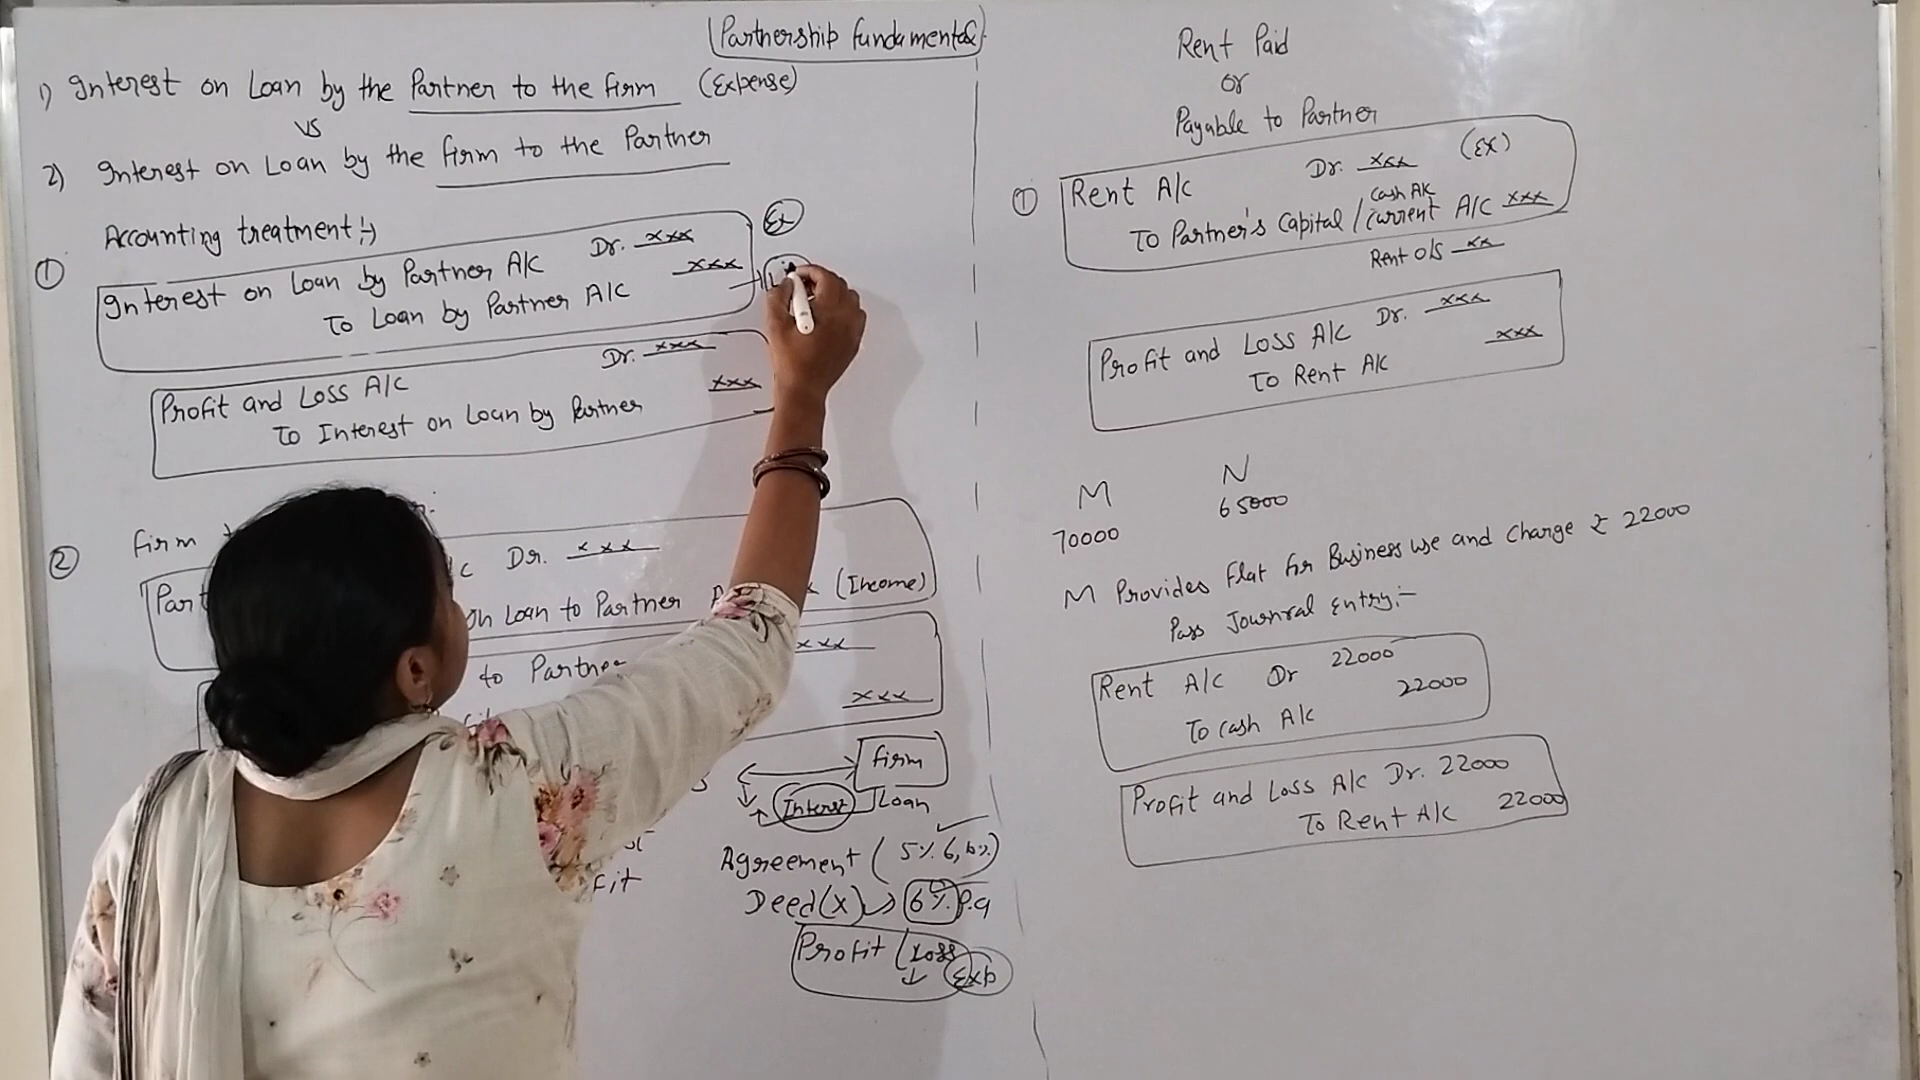 Partnership fundamentals
1) Interest on Loan by the Partner to the firm (Expense)
vs
2) Interest on Loan by the firm to the Partner
Accounting treatment:-)
① Interest on Loan by Partner A/c Dr. xxx
To Loan by Partner A/c xxx
Ex
Profit and Loss A/c Dr. xxx
To Interest on Loan by Partner xxx
② firm
Dr. xxx
on Loan to Partner (Income)
to Partner xxx
xxx
firm
Interest Loan
Agreement (5%, 6, b%)
Deed(x) 6% P.a
Profit (Loss
Exp
Rent Paid
or
Payable to Partner
① Rent A/c Dr. xxx (Ex)
Cash A/c
To Partner's Capital / Current A/c xxx
Rent O/S xx
Profit and Loss A/c Dr. xxx
To Rent A/c xxx
M N
70000 65000
M Provides flat for Business use and Charge ₹ 22000
Pass Jounral Entry:-
Rent A/c Dr 22000
To cash A/c 22000
Profit and Loss A/c Dr. 22000
To Rent A/c 22000